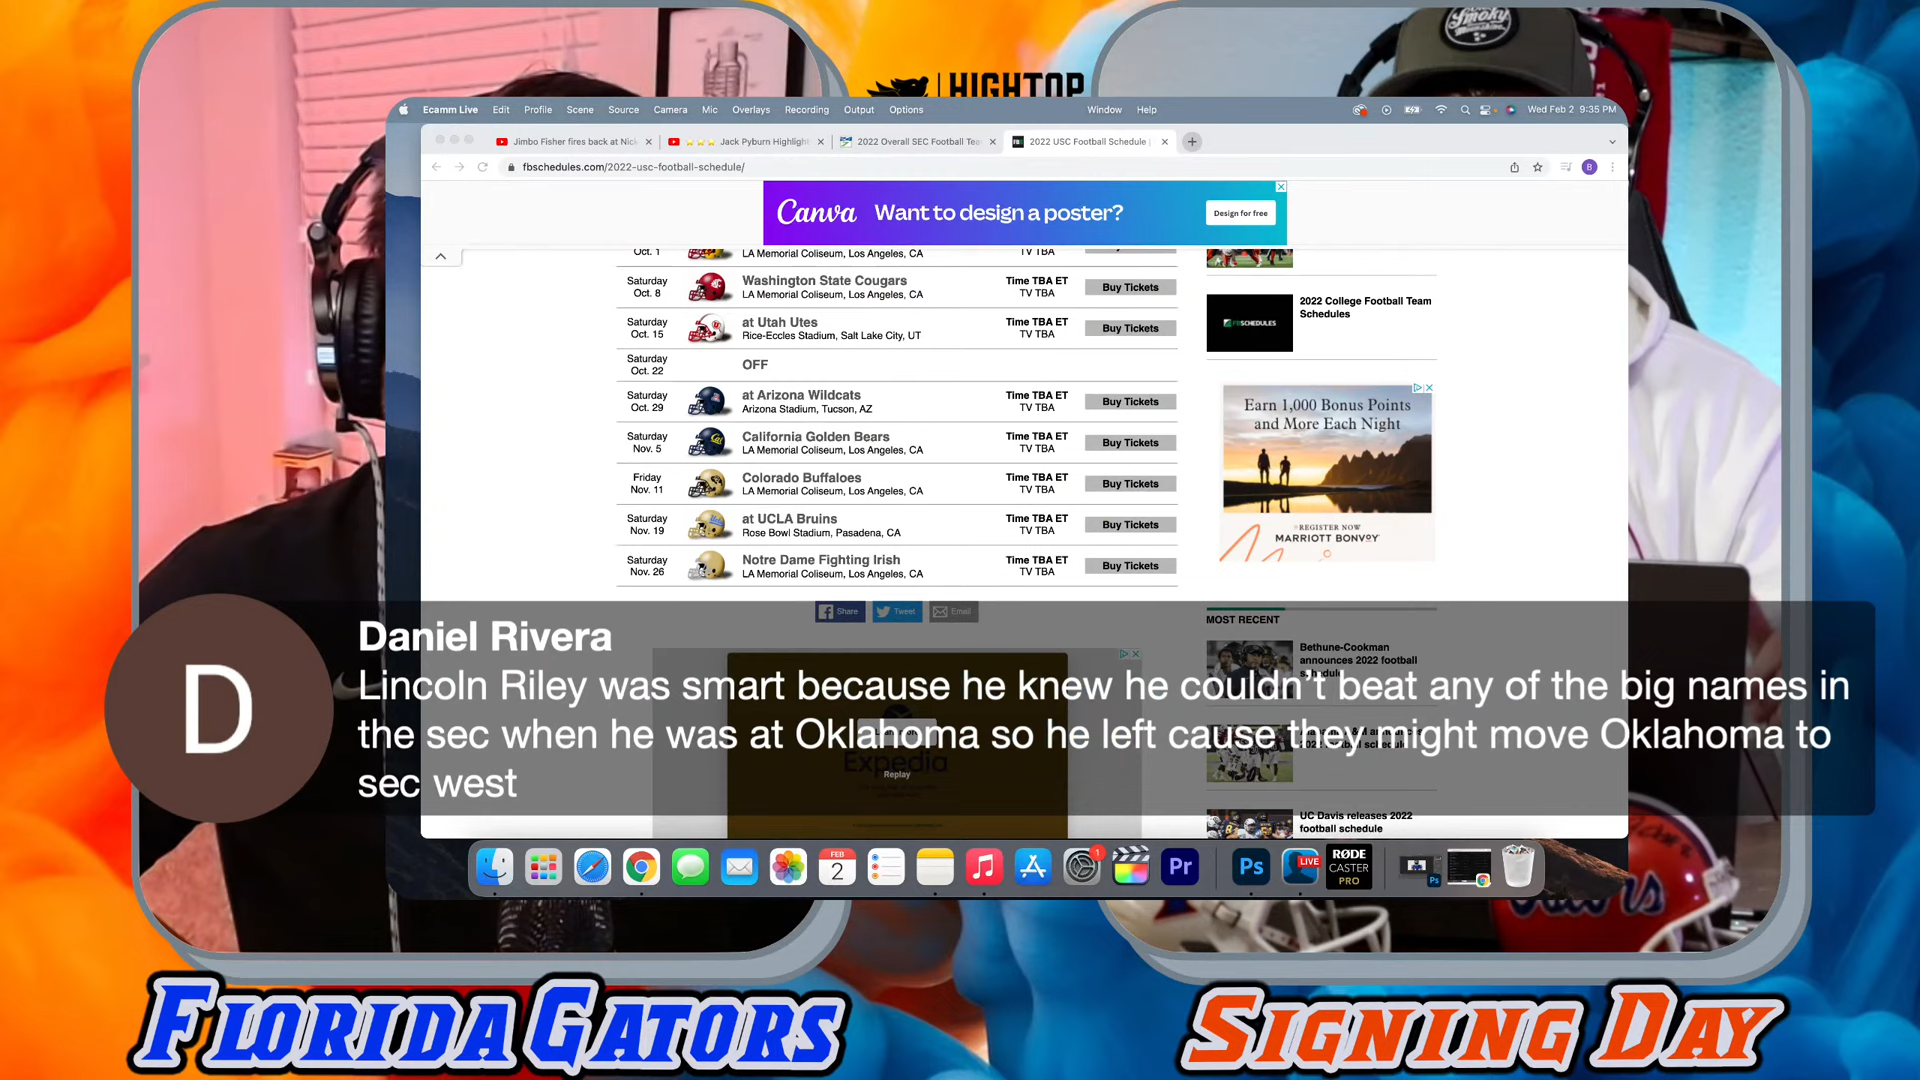 Smoky
HIGHTOP
Ecamm Live Edit Profile Scene Source Camera Mic Overlays Recording Output Options Window Help Wed Feb 2 9:35 PM
Jimbo Fisher fires back at Nick
Jack Pyburn Highlight
2022 Overall SEC Football Tea
2022 USC Football Schedule |
fbschedules.com/2022-usc-football-schedule/
B
Canva Want to design a poster? Design for free
Oct. 1 LA Memorial Coliseum, Los Angeles, CA TV TBA
Saturday Washington State Cougars Time TBA ET Buy Tickets
Oct. 8 LA Memorial Coliseum, Los Angeles, CA TV TBA
Saturday at Utah Utes Time TBA ET Buy Tickets
Oct. 15 Rice-Eccles Stadium, Salt Lake City, UT TV TBA
Saturday OFF
Oct. 22
Saturday at Arizona Wildcats Time TBA ET Buy Tickets
Oct. 29 Arizona Stadium, Tucson, AZ TV TBA
Saturday California Golden Bears Time TBA ET Buy Tickets
Nov. 5 LA Memorial Coliseum, Los Angeles, CA TV TBA
Friday Colorado Buffaloes Time TBA ET Buy Tickets
Nov. 11 LA Memorial Coliseum, Los Angeles, CA TV TBA
Saturday at UCLA Bruins Time TBA ET Buy Tickets
Nov. 19 Rose Bowl Stadium, Pasadena, CA TV TBA
Saturday Notre Dame Fighting Irish Time TBA ET Buy Tickets
Nov. 26 LA Memorial Coliseum, Los Angeles, CA TV TBA
Share Tweet Email
FBSCHEDULES
2022 College Football Team
Schedules
Earn 1,000 Bonus Points
and More Each Night
REGISTER NOW
MARRIOTT BONVOY
MOST RECENT
Bethune-Cookman
announces 2022 football
schedule
2022 football schedule
UC Davis releases 2022
football schedule
Expedia
Replay
D
Daniel Rivera
Lincoln Riley was smart because he knew he couldn't beat any of the big names in
the sec when he was at Oklahoma so he left cause they might move Oklahoma to
sec west
FEB
2
1
Pr
Ps
LIVE
RØDE
CASTER
PRO
Ps
Gators
FLORIDA GATORS
SIGNING DAY